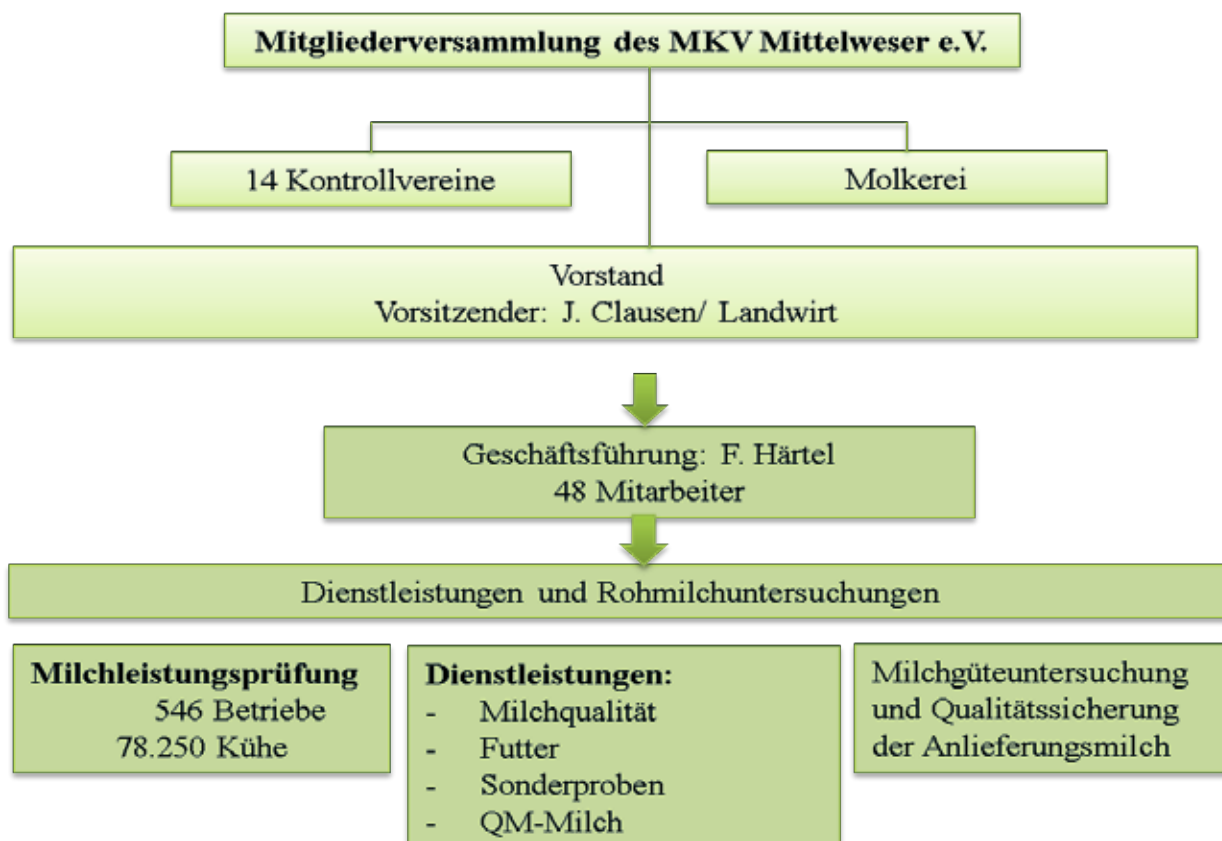 Mitgliederversammlung des MKV Mittelweser e.V.
14 Kontrollvereine
Molkerei
Vorstand
Vorsitzender: J. Clausen/ Landwirt
Geschäftsführung: F. Härtel
48 Mitarbeiter
Dienstleistungen und Rohmilchuntersuchungen
Milchleistungsprüfung
546 Betriebe
78.250 Kühe
Dienstleistungen:
- Milchqualität
- Futter
- Sonderproben
- QM-Milch
Milchgüteuntersuchung
und Qualitätssicherung
der Anlieferungsmilch